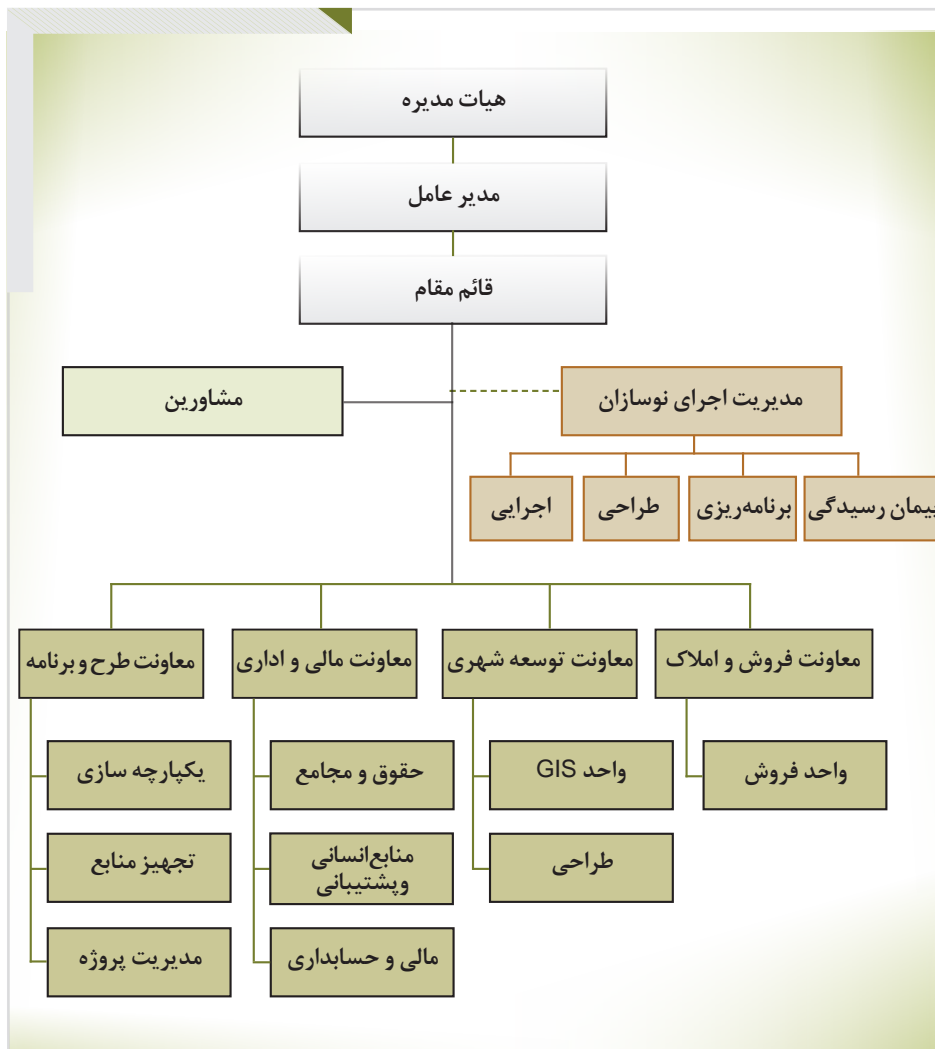 هیات مدیره
مدیر عامل
قائم مقام
مدیریت اجرای نوسازان
مشاورین
پیمان رسیدگی
برنامه‌ریزی
طراحی
اجرایی
معاونت فروش و املاک
معاونت توسعه شهری
معاونت مالی و اداری
معاونت طرح و برنامه
واحد فروش
واحد GIS
حقوق و مجامع
یکپارچه سازی
طراحی
منابع‌انسانی
وپشتیبانی
تجهیز منابع
مالی و حسابداری
مدیریت پروژه